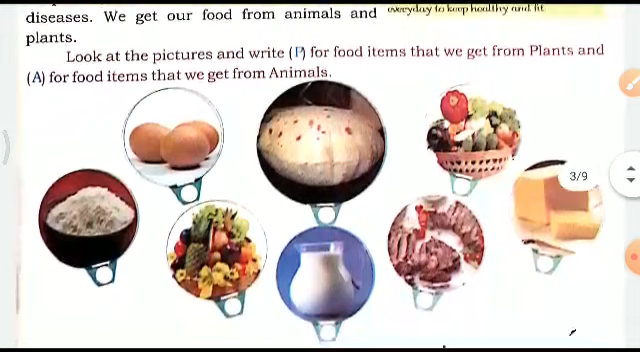 diseases. We get our food from animals and
everyday to keep healthy and fit
plants.
Look at the pictures and write (P) for food items that we get from Plants and
(A) for food items that we get from Animals.
3/9